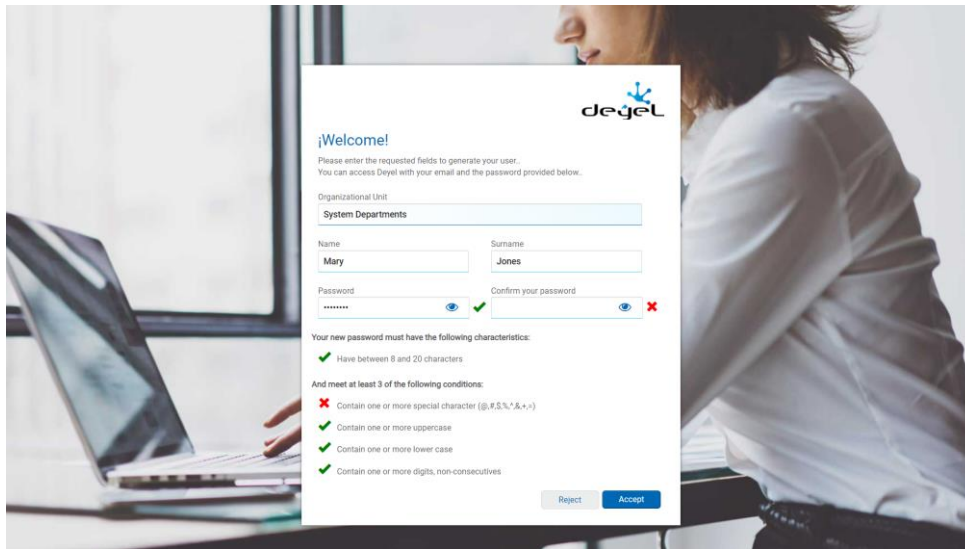 deyel
¡Welcome!
Please enter the requested fields to generate your user..
You can access Deyel with your email and the password provided below..
Organizational Unit
System Departments
Name Surname
Mary Jones
Password Confirm your password
••••••••
Your new password must have the following characteristics:
Have between 8 and 20 characters
And meet at least 3 of the following conditions:
Contain one or more special character (@,#,$,%,^,&,+,=)
Contain one or more uppercase
Contain one or more lower case
Contain one or more digits, non-consecutives
Reject Accept